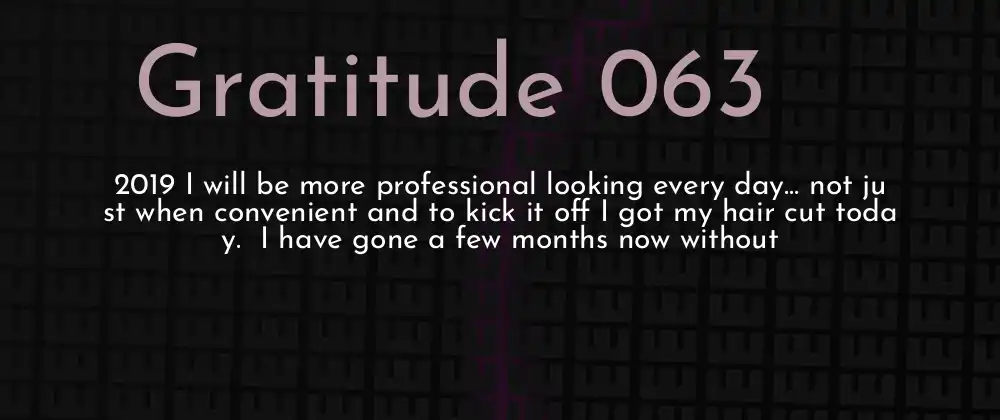 Gratitude 063
2019 I will be more professional looking every day... not ju
st when convenient and to kick it off I got my hair cut toda
y.  I have gone a few months now without